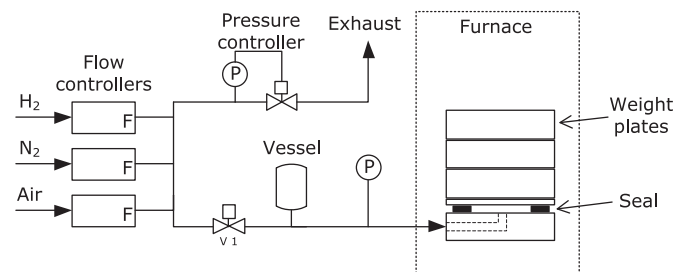 Pressure
controller
Exhaust
Furnace
Flow
controllers
P
H₂
F
Weight
plates
N₂
F
Vessel
P
Air
F
Seal
V 1